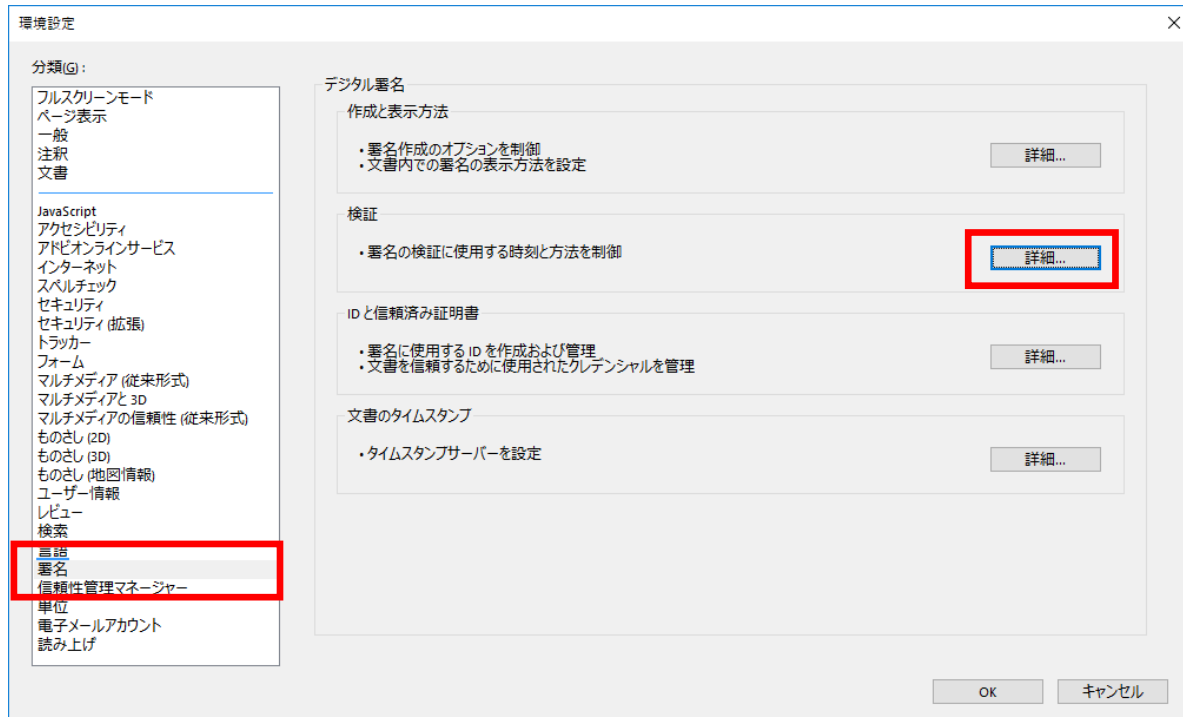 環境設定
分類(G):
フルスクリーンモード
ページ表示
一般
注釈
文書
JavaScript
アクセシビリティ
アドビオンラインサービス
インターネット
スペルチェック
セキュリティ
セキュリティ (拡張)
トラッカー
フォーム
マルチメディア (従来形式)
マルチメディアと 3D
マルチメディアの信頼性 (従来形式)
ものさし (2D)
ものさし (3D)
ものさし (地図情報)
ユーザー情報
レビュー
検索
言語
署名
信頼性管理マネージャー
単位
電子メールアカウント
読み上げ
デジタル署名
作成と表示方法
・署名作成のオプションを制御
・文書内での署名の表示方法を設定
詳細...
検証
・署名の検証に使用する時刻と方法を制御
詳細...
ID と信頼済み証明書
・署名に使用する ID を作成および管理
・文書を信頼するために使用されたクレデンシャルを管理
詳細...
文書のタイムスタンプ
・タイムスタンプサーバーを設定
詳細...
OK
キャンセル